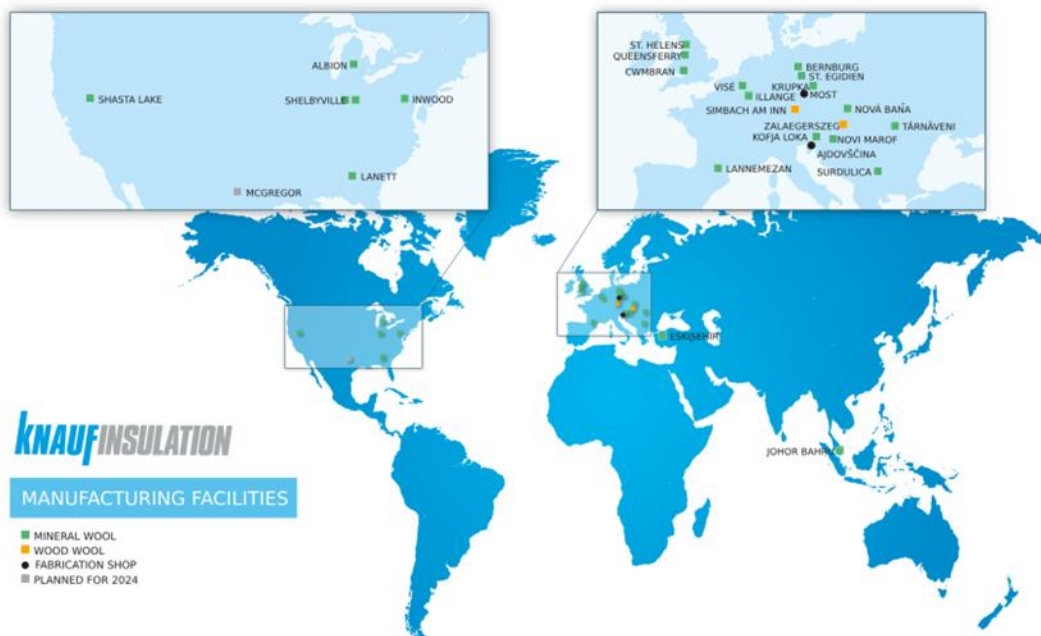 ALBION
SHASTA LAKE
SHELBYVILLE
INWOOD
LANETT
MCGREGOR
ST. HELENS
QUEENSFERRY
CWMBRAN
BERNBURG
ST. EGIDIEN
VISÉ
KRUPKA
ILLANGE
MOST
SIMBACH AM INN
NOVÁ BAŃA
ZALAEGERSZEG
TÂRNĂVENI
KOFJA LOKA
NOVI MAROF
AJDOVŠČINA
LANNEMEZAN
SURDULICA
ESKIŞEHIR
JOHOR BAHRU
KNAUFINSULATION
MANUFACTURING FACILITIES
MINERAL WOOL
WOOD WOOL
FABRICATION SHOP
PLANNED FOR 2024